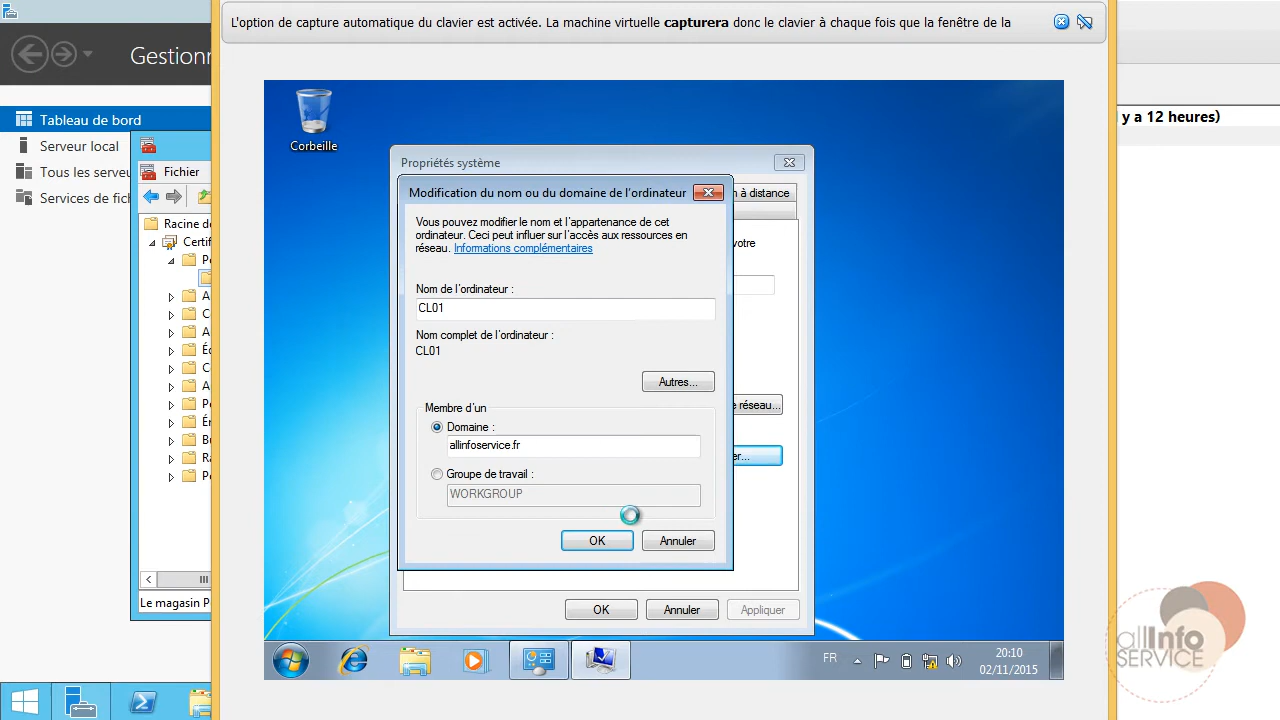 L'option de capture automatique du clavier est activée. La machine virtuelle capturera donc le clavier à chaque fois que la fenêtre de la
Gestionn
Tableau de bord
Serveur local
Tous les serveu
Services de fich
Fichier
Racine de
Certif
Le magasin P
y a 12 heures)
Corbeille
Propriétés système
n à distance
votre
Modification du nom ou du domaine de l'ordinateur
Vous pouvez modifier le nom et l'appartenance de cet
ordinateur. Ceci peut influer sur l'accès aux ressources en
réseau. Informations complémentaires
Nom de l'ordinateur :
CL01
Nom complet de l'ordinateur :
CL01
Autres...
e réseau...
Membre d'un
Domaine :
allinfoservice.fr
er...
Groupe de travail :
WORKGROUP
OK
Annuler
OK
Annuler
Appliquer
FR
20:10
02/11/2015
allInfo
SERVICE